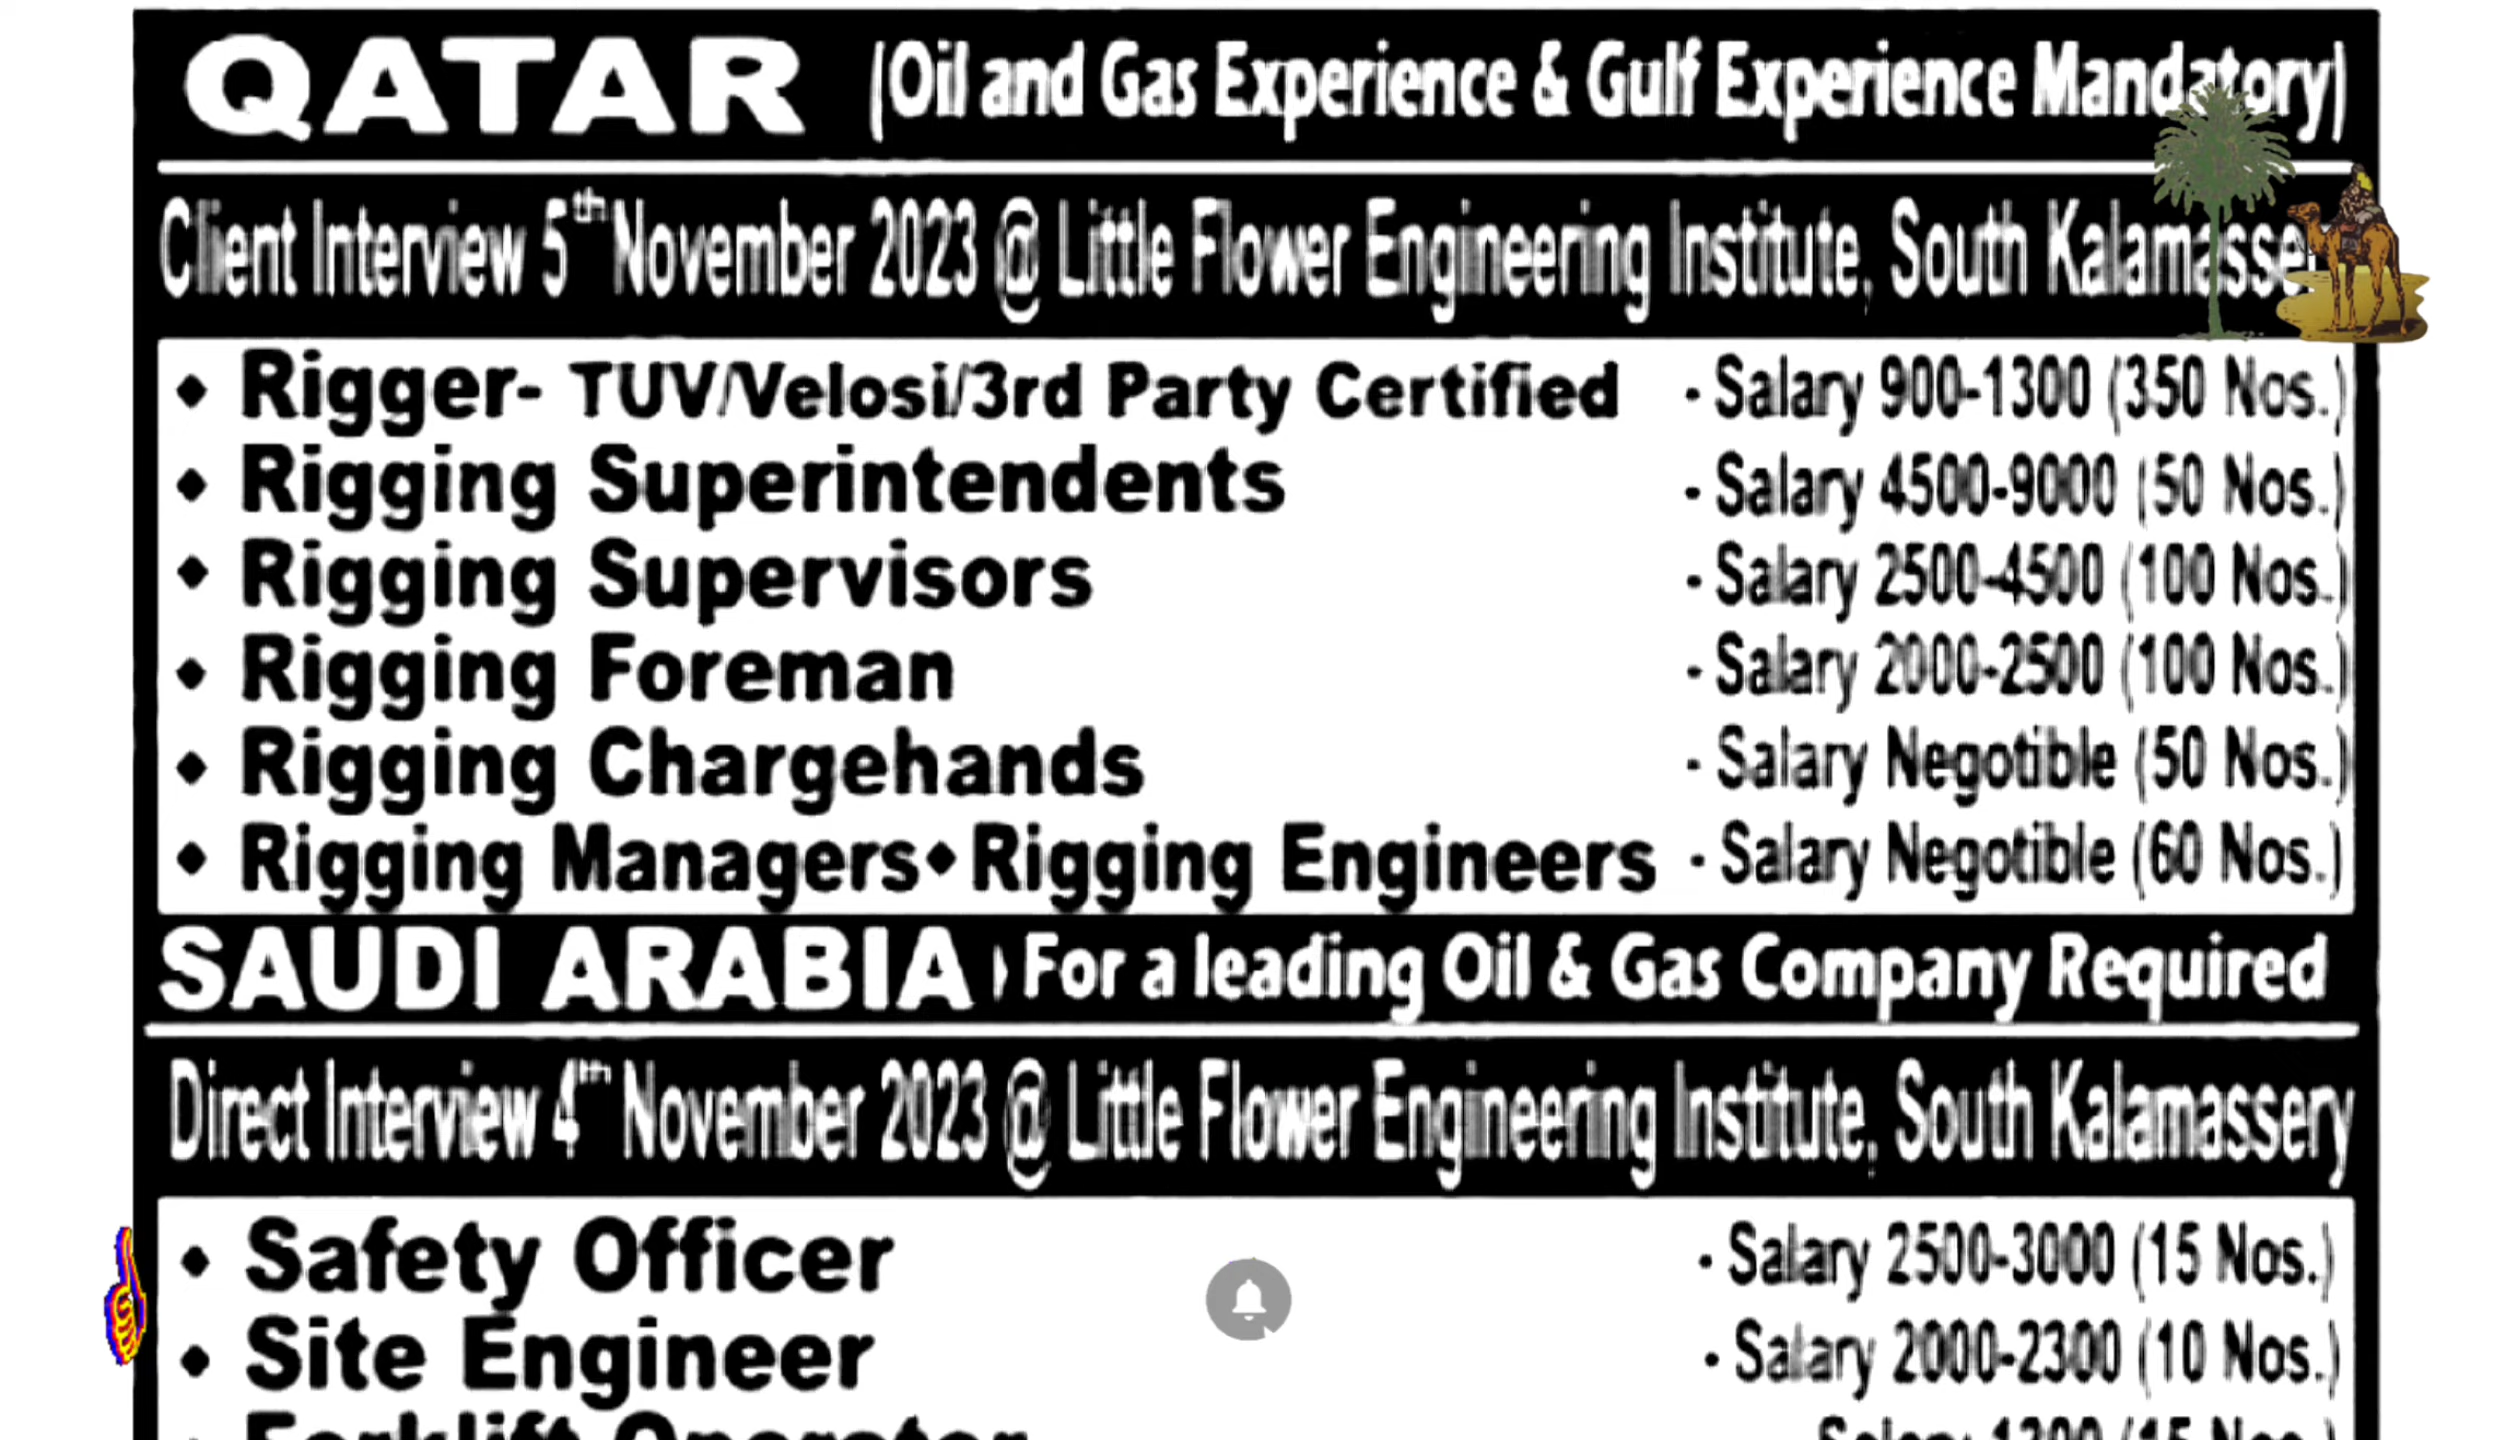 QATAR (Oil and Gas Experience & Gulf Experience Mandatory)
Client Interview 5th November 2023 @ Little Flower Engineering Institute, South
• Rigger- TUV/Velosi/3rd Party Certified - Salary 900-1300 (350 Nos.)
• Rigging Superintendents - Salary 4500-9000 (50 Nos.)
• Rigging Supervisors - Salary 2500-4500 (100 Nos.)
• Rigging Foreman - Salary 2000-2500 (100 Nos.)
• Rigging Chargehands - Salary Negotible (50 Nos.)
• Rigging Managers • Rigging Engineers - Salary Negotible (60 Nos.)
SAUDI ARABIA For a leading Oil & Gas Company Required
Direct Interview 4th November 2023 @ Little Flower Engineering Institute, South Kalamassery
• Safety Officer - Salary 2500-3000 (15 Nos.)
• Site Engineer - Salary 2000-2300 (10 Nos.)